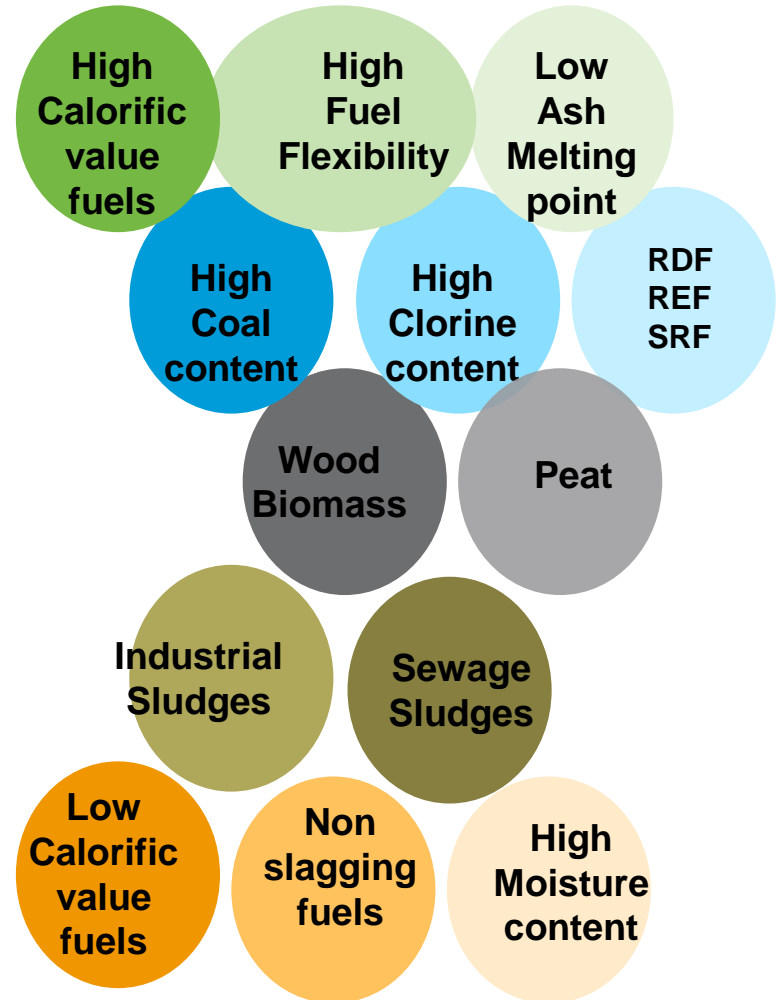 High
Calorific
value
fuels
High
Fuel
Flexibility
Low
Ash
Melting
point
High
Coal
content
High
Clorine
content
RDF
REF
SRF
Wood
Biomass
Peat
Industrial
Sludges
Sewage
Sludges
Low
Calorific
value
fuels
Non
slagging
fuels
High
Moisture
content